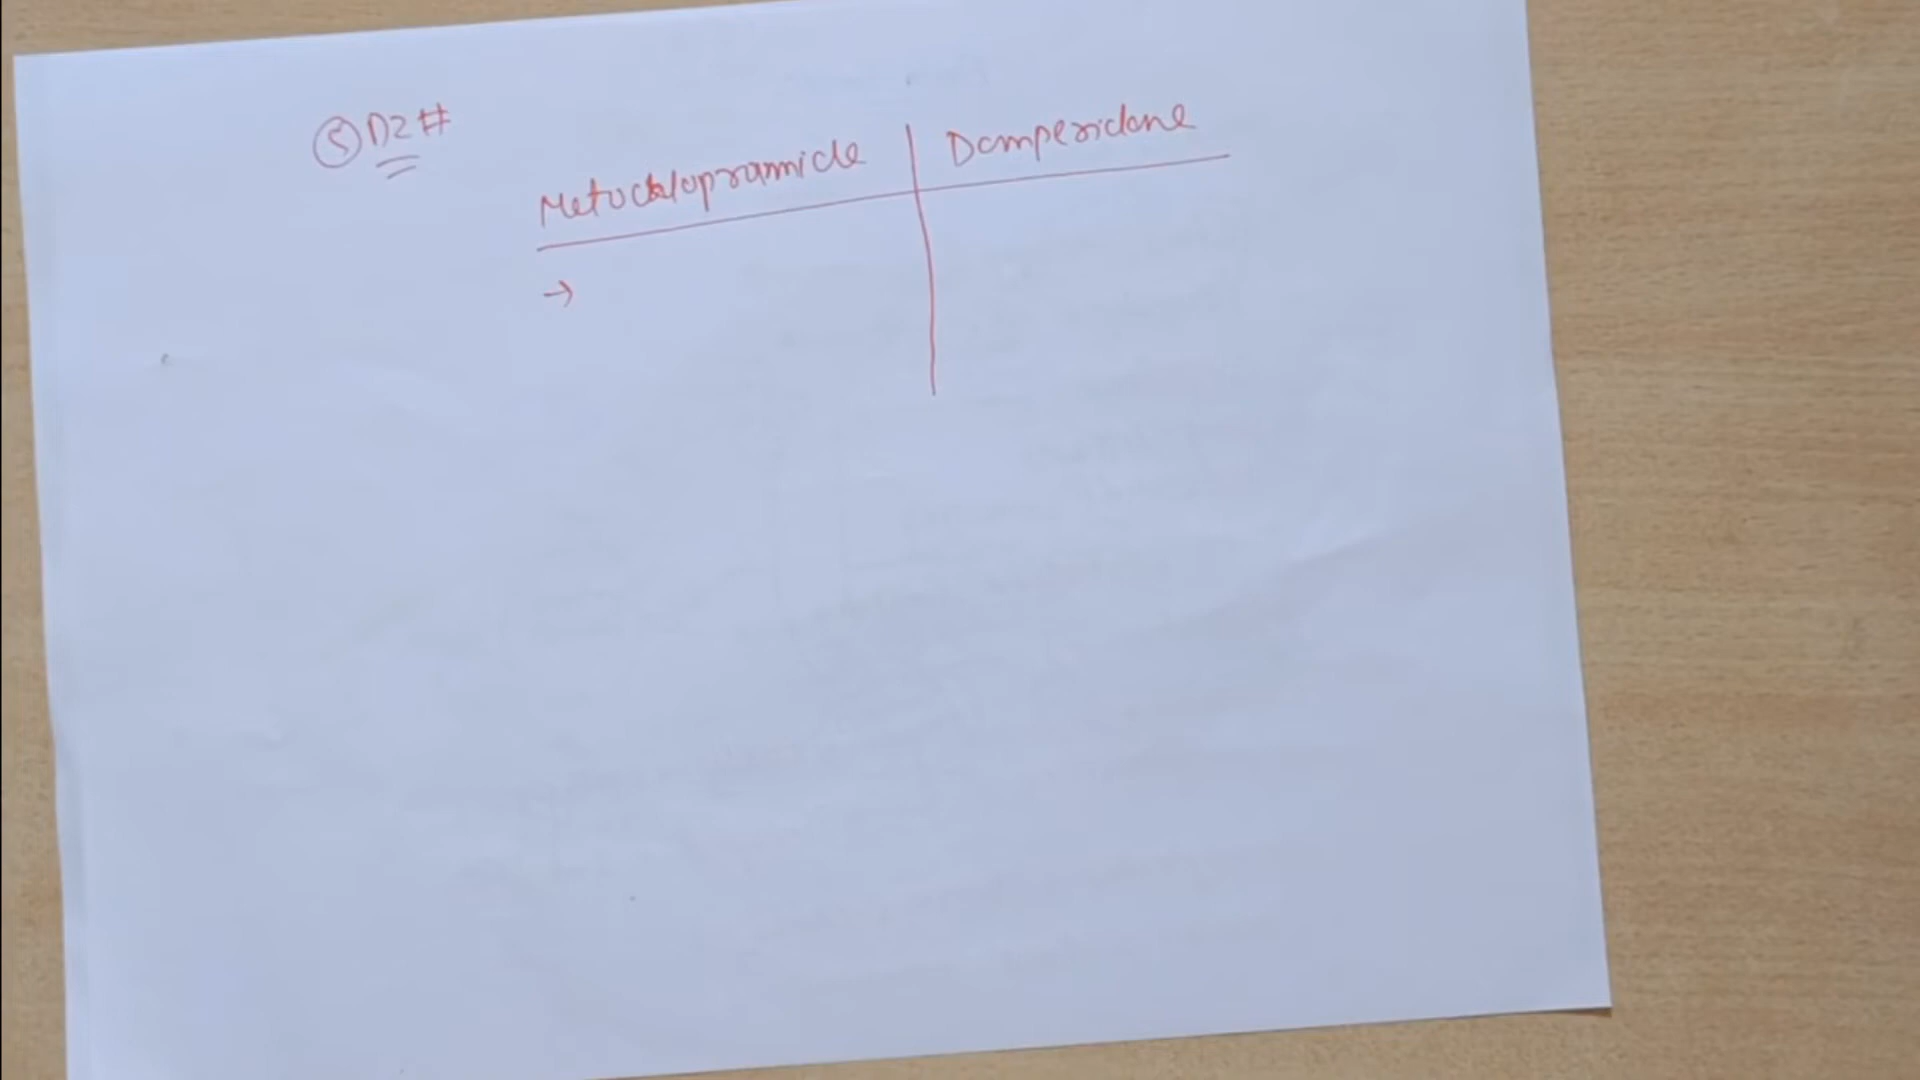 ⑤ D2 #
Metoclopramide | Domperidone
→